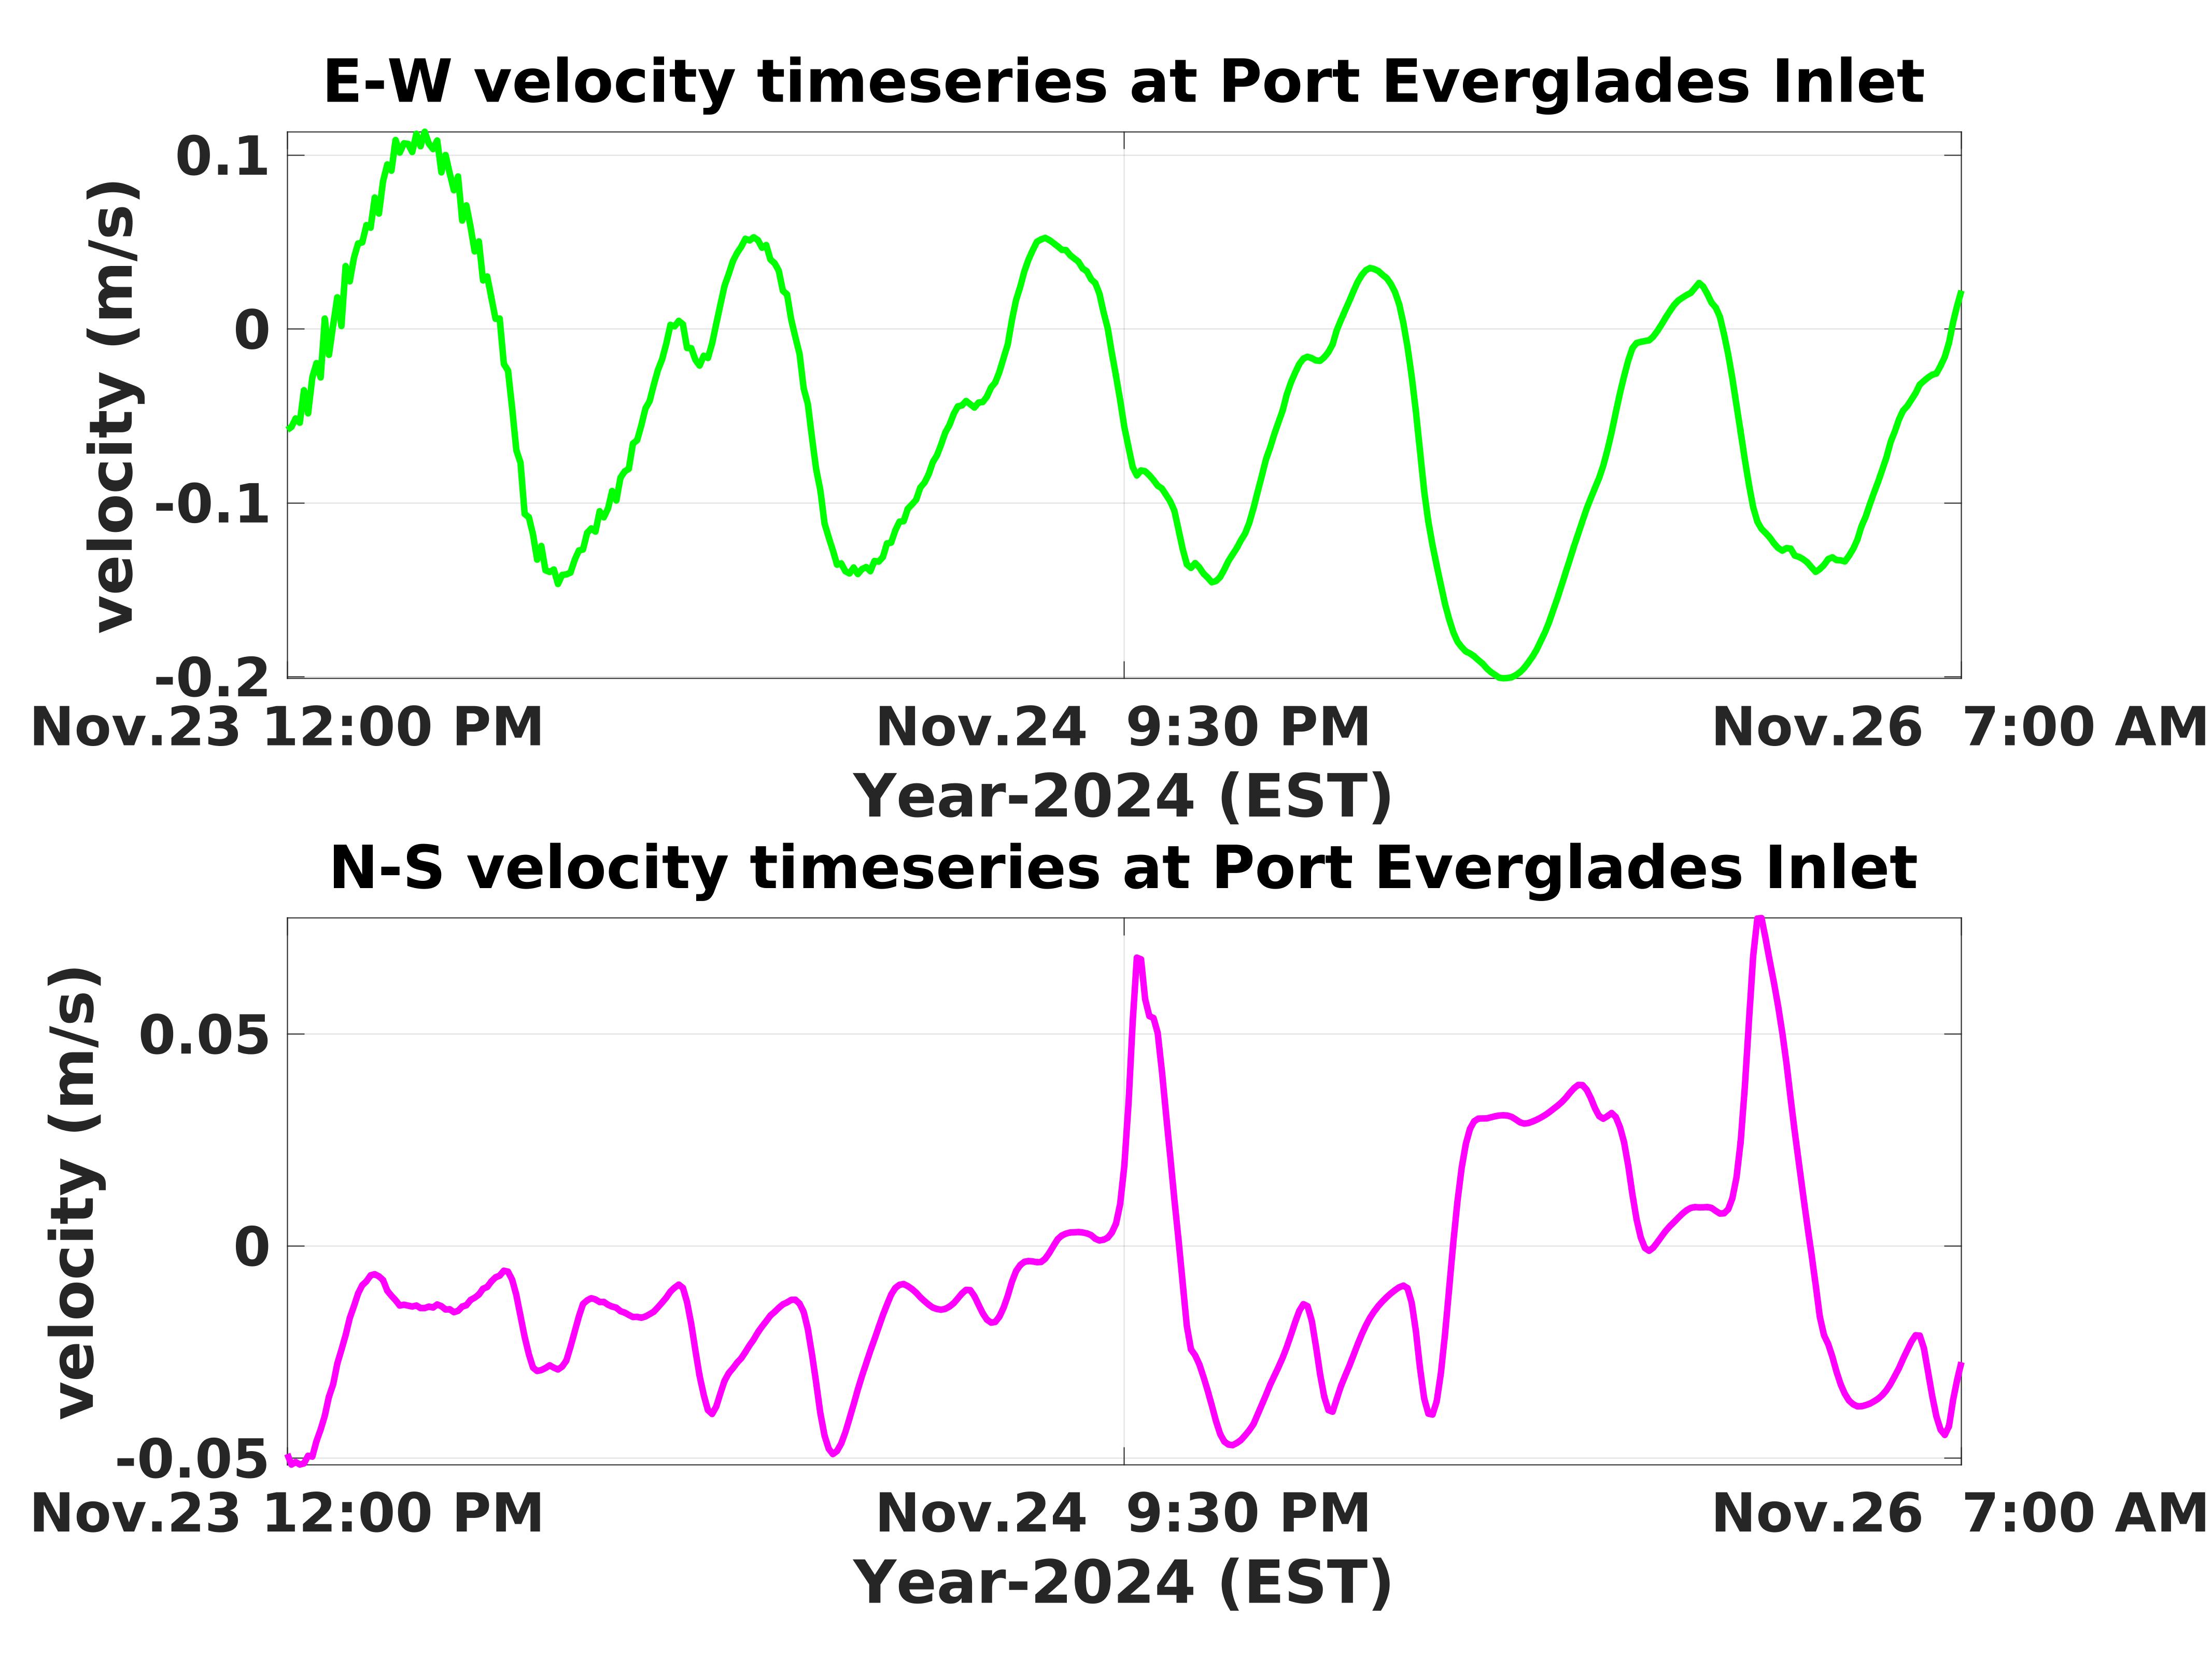 E-W velocity timeseries at Port Everglades Inlet
velocity (m/s)
0.1
0
-0.1
-0.2
Nov.23 12:00 PM Nov.24  9:30 PM Nov.26  7:00 AM
Year-2024 (EST)
N-S velocity timeseries at Port Everglades Inlet
velocity (m/s)
0.05
0
-0.05
Nov.23 12:00 PM Nov.24  9:30 PM Nov.26  7:00 AM
Year-2024 (EST)